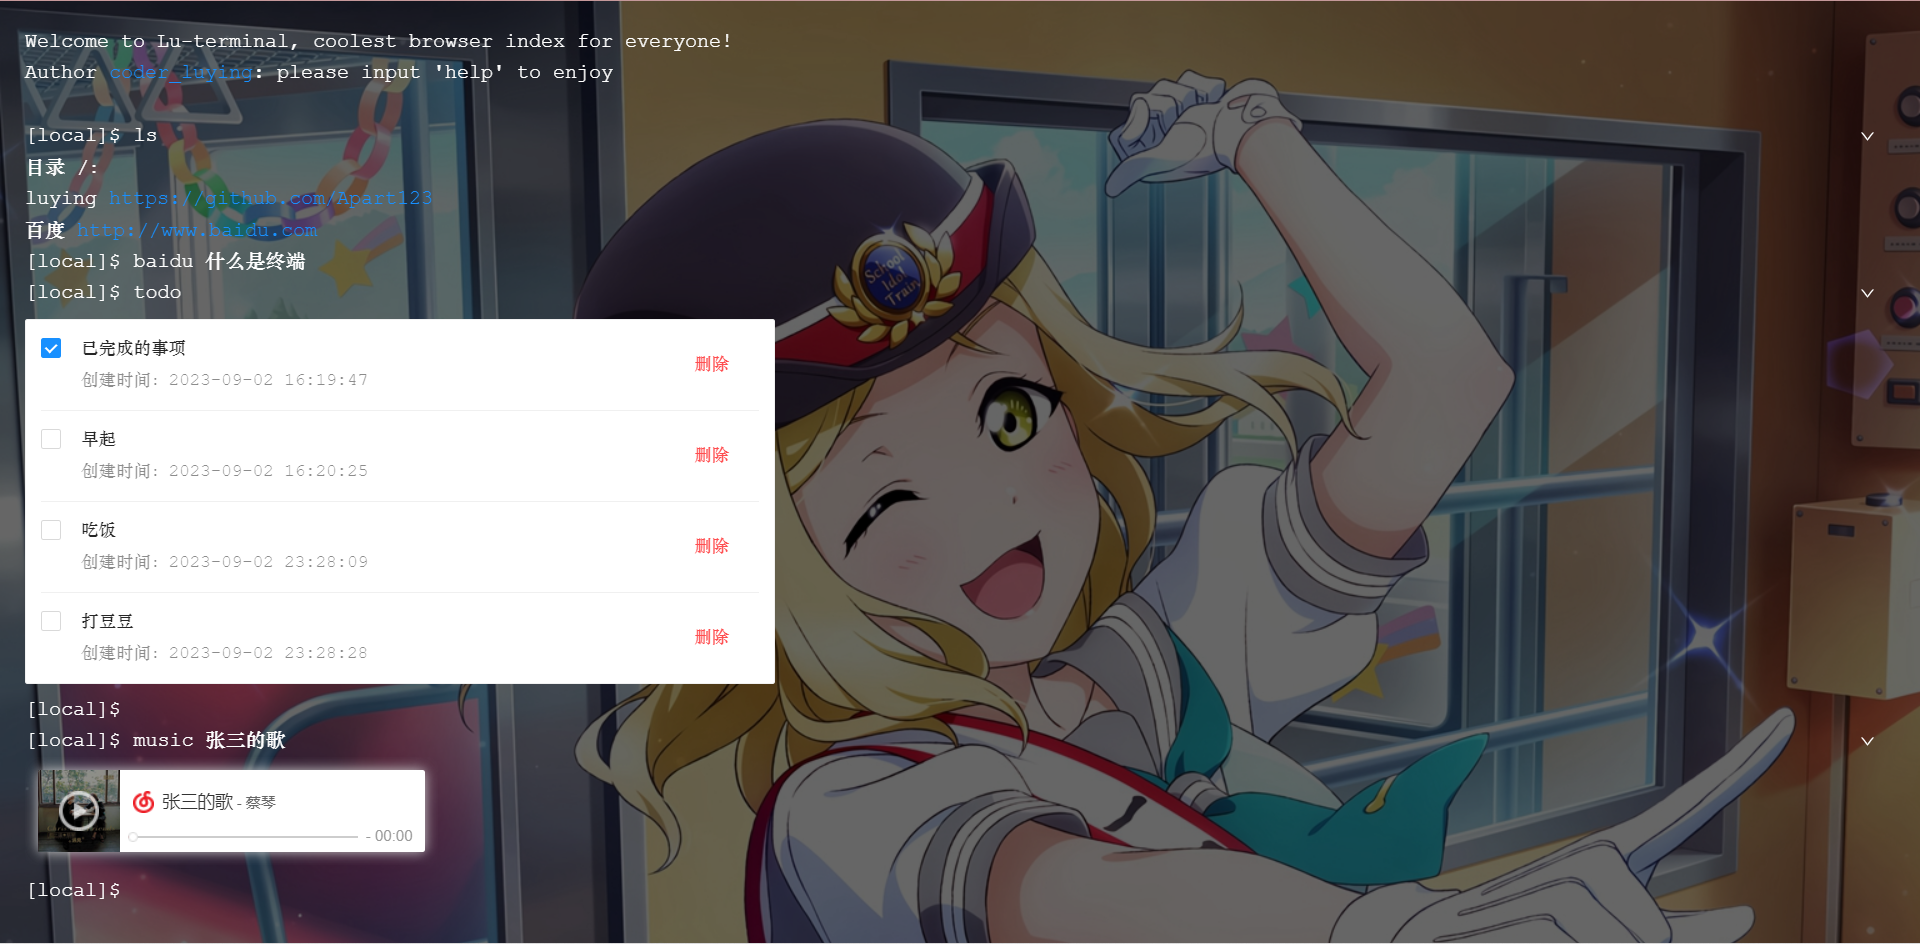 Welcome to Lu-terminal, coolest browser index for everyone!
Author coder_luying: please input 'help' to enjoy
[local]$ ls
目录 /:
luying https://github.com/Apart123
百度 http://www.baidu.com
[local]$ baidu 什么是终端
[local]$ todo
已完成的事项
创建时间: 2023-09-02 16:19:47
删除
早起
创建时间: 2023-09-02 16:20:25
删除
吃饭
创建时间: 2023-09-02 23:28:09
删除
打豆豆
创建时间: 2023-09-02 23:28:28
删除
[local]$
[local]$ music 张三的歌
张三的歌 - 蔡琴
- 00:00
[local]$
School
Idol
Train